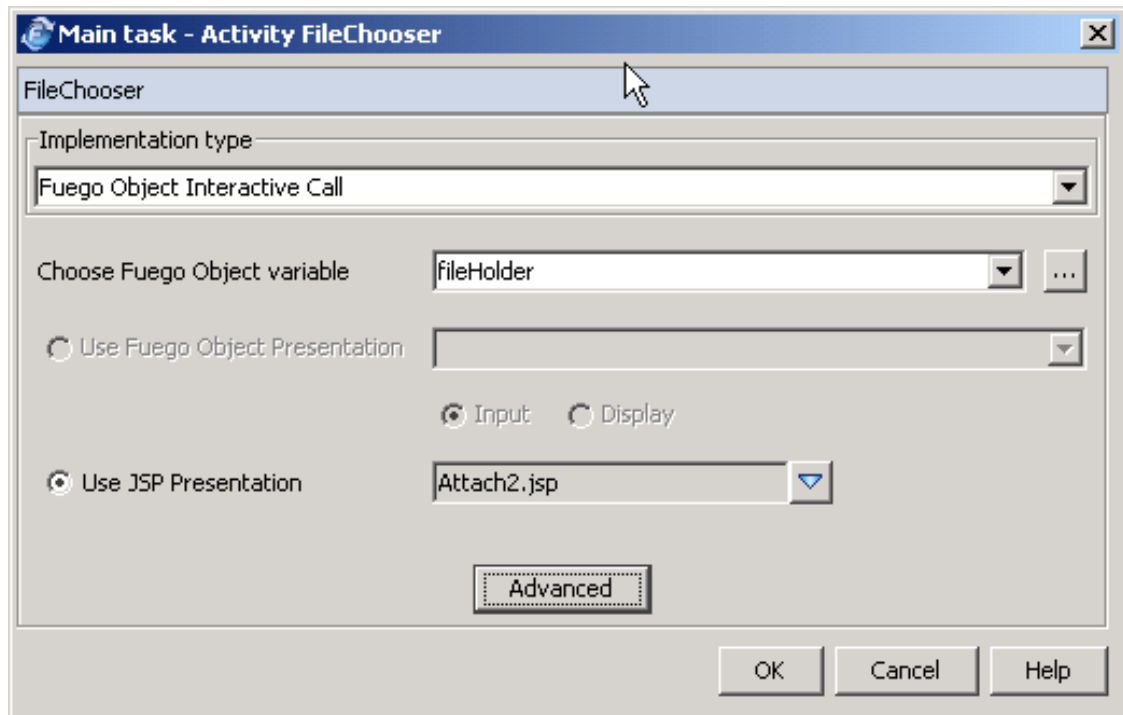 Main task - Activity FileChooser
FileChooser
Implementation type
Fuego Object Interactive Call
Choose Fuego Object variable fileHolder ...
Use Fuego Object Presentation
Input Display
Use JSP Presentation Attach2.jsp
Advanced
OK Cancel Help